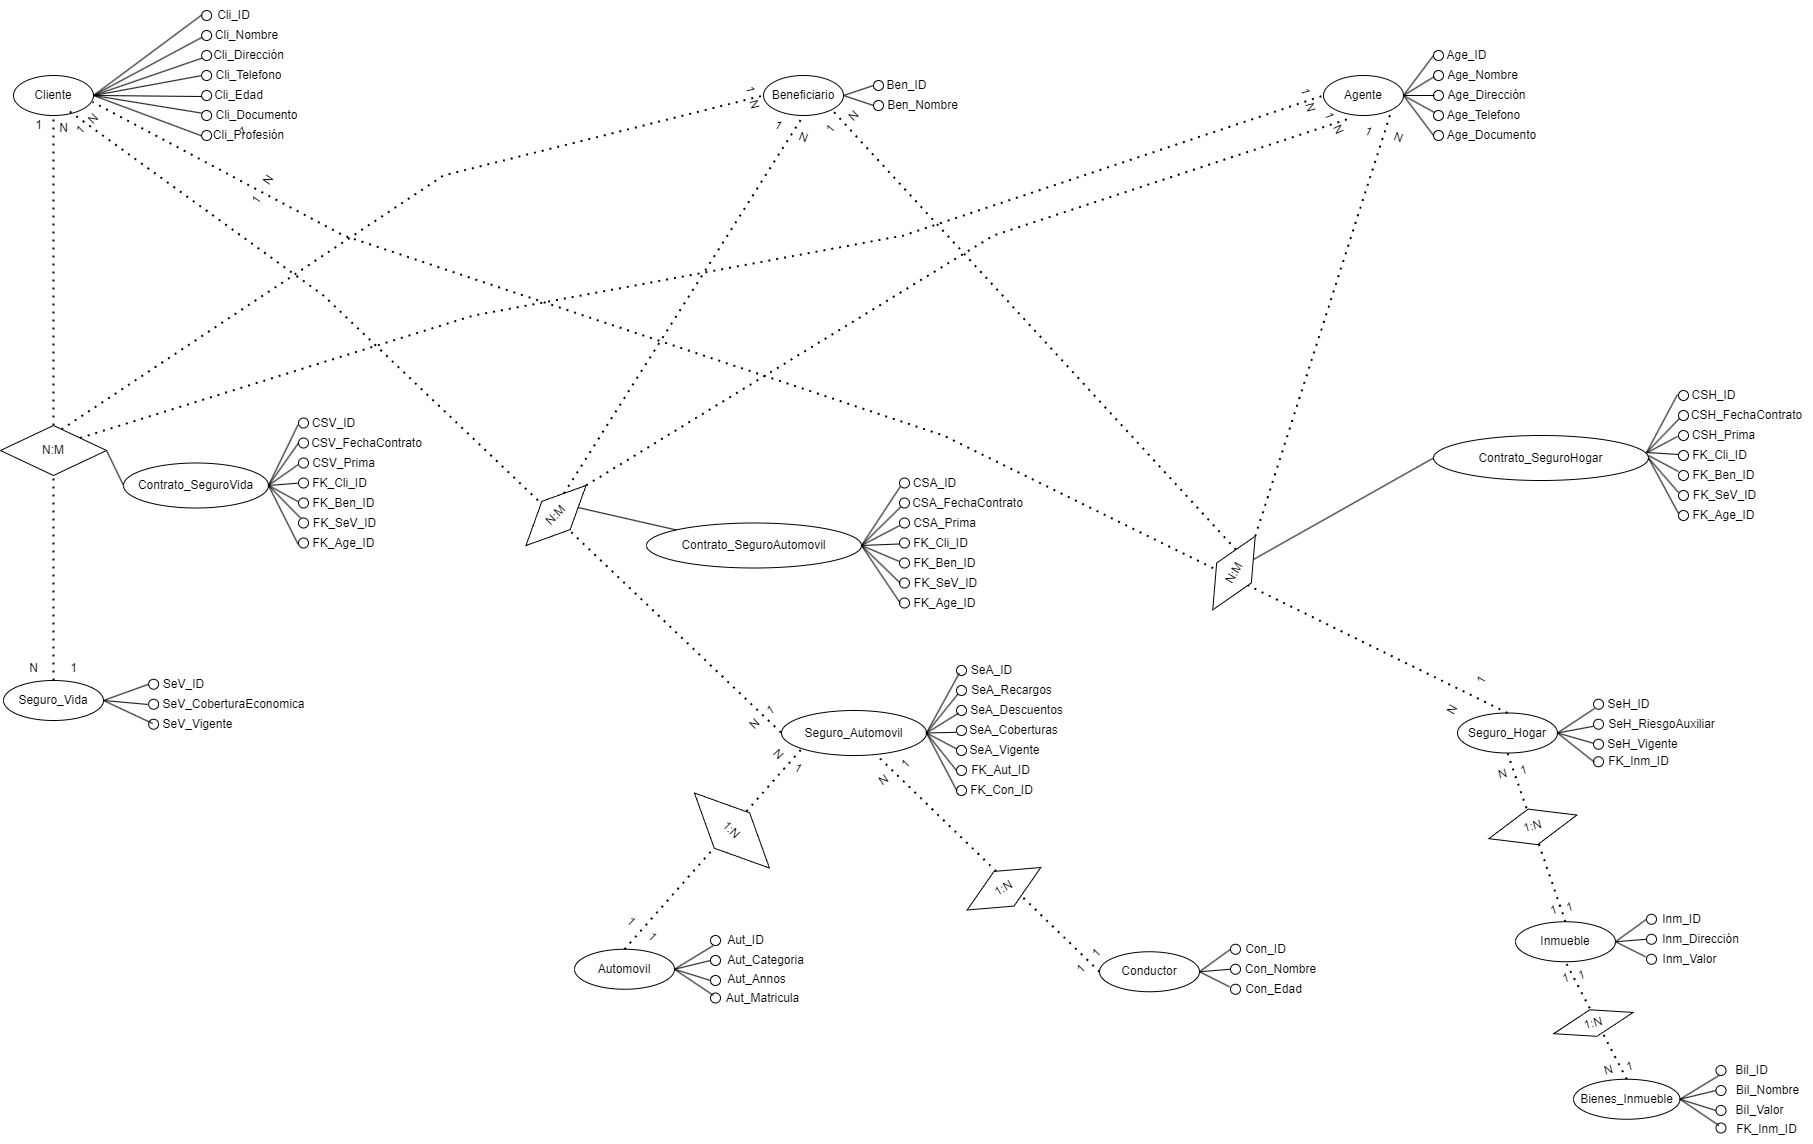 Cliente
Cli_ID
Cli_Nombre
Cli_Dirección
Cli_Telefono
Cli_Edad
Cli_Documento
Cli_Profesión
1
N
1
N
1
N
1
Beneficiario
Ben_ID
Ben_Nombre
1
N
1
N
1
N
Agente
Age_ID
Age_Nombre
Age_Dirección
Age_Telefono
Age_Documento
1
N
1
N
1
N
N:M
Contrato_SeguroVida
CSV_ID
CSV_FechaContrato
CSV_Prima
FK_Cli_ID
FK_Ben_ID
FK_SeV_ID
FK_Age_ID
N:M
Contrato_SeguroAutomovil
CSA_ID
CSA_FechaContrato
CSA_Prima
FK_Cli_ID
FK_Ben_ID
FK_SeV_ID
FK_Age_ID
N:M
Contrato_SeguroHogar
CSH_ID
CSH_FechaContrato
CSH_Prima
FK_Cli_ID
FK_Ben_ID
FK_SeV_ID
FK_Age_ID
N
1
Seguro_Vida
SeV_ID
SeV_CoberturaEconomica
SeV_Vigente
N
1
Seguro_Automovil
SeA_ID
SeA_Recargos
SeA_Descuentos
SeA_Coberturas
SeA_Vigente
FK_Aut_ID
FK_Con_ID
N
1
N
1
1
N
Seguro_Hogar
SeH_ID
SeH_RiesgoAuxiliar
SeH_Vigente
FK_Inm_ID
N
1
1:N
1:N
1:N
1
1
Automovil
Aut_ID
Aut_Categoria
Aut_Annos
Aut_Matricula
1
1
Conductor
Con_ID
Con_Nombre
Con_Edad
1
1
Inmueble
Inm_ID
Inm_Dirección
Inm_Valor
1
1
1:N
N
1
Bienes_Inmueble
Bil_ID
Bil_Nombre
Bil_Valor
FK_Inm_ID